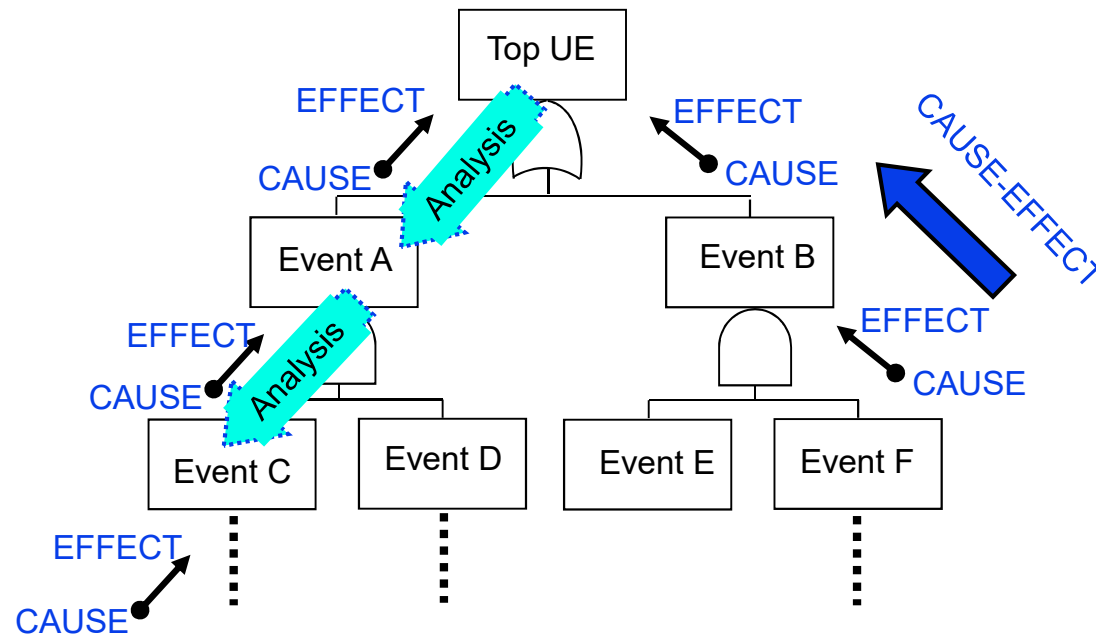 Top UE
EFFECT
EFFECT
CAUSE-EFFECT
Analysis
CAUSE
CAUSE
Event A
Event B
EFFECT
EFFECT
Analysis
CAUSE
CAUSE
Event C
Event D
Event E
Event F
EFFECT
CAUSE